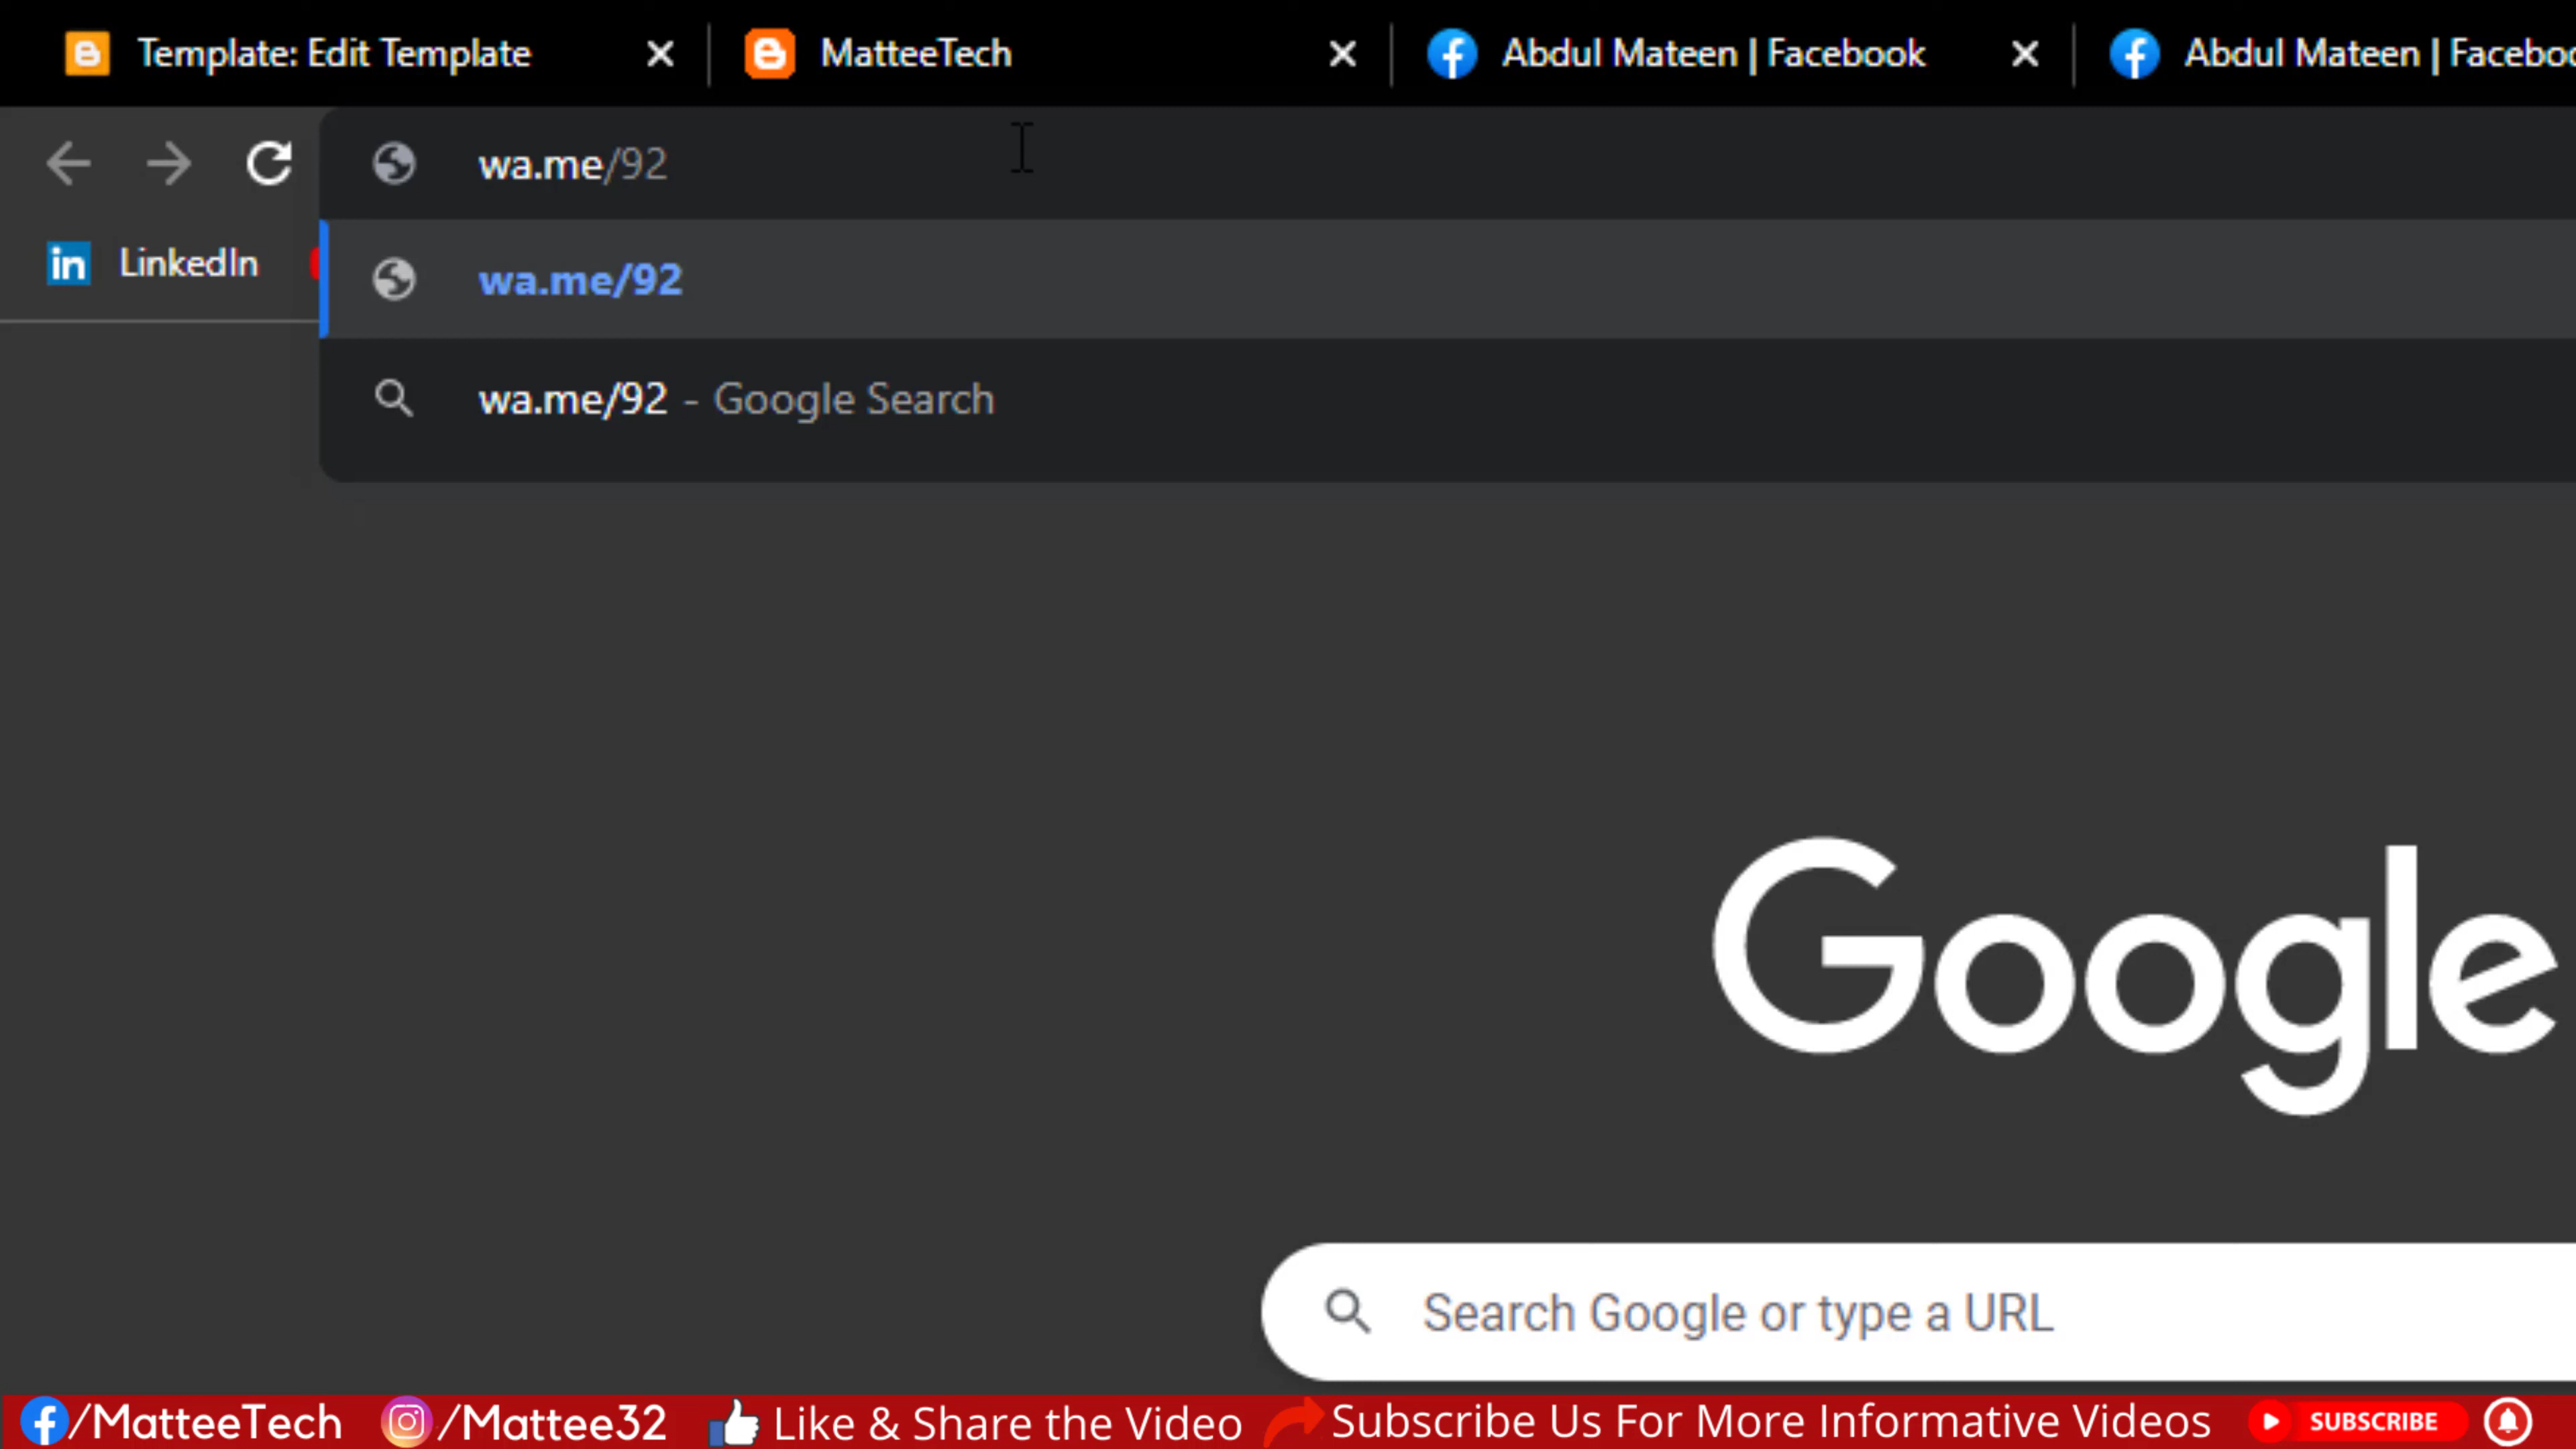 Template: Edit Template
MatteeTech
Abdul Mateen | Facebook
Abdul Mateen | Faceboo
wa.me/92
LinkedIn
wa.me/92
wa.me/92 - Google Search
Google
Search Google or type a URL
/MatteeTech /Mattee32 Like & Share the Video Subscribe Us For More Informative Videos SUBSCRIBE